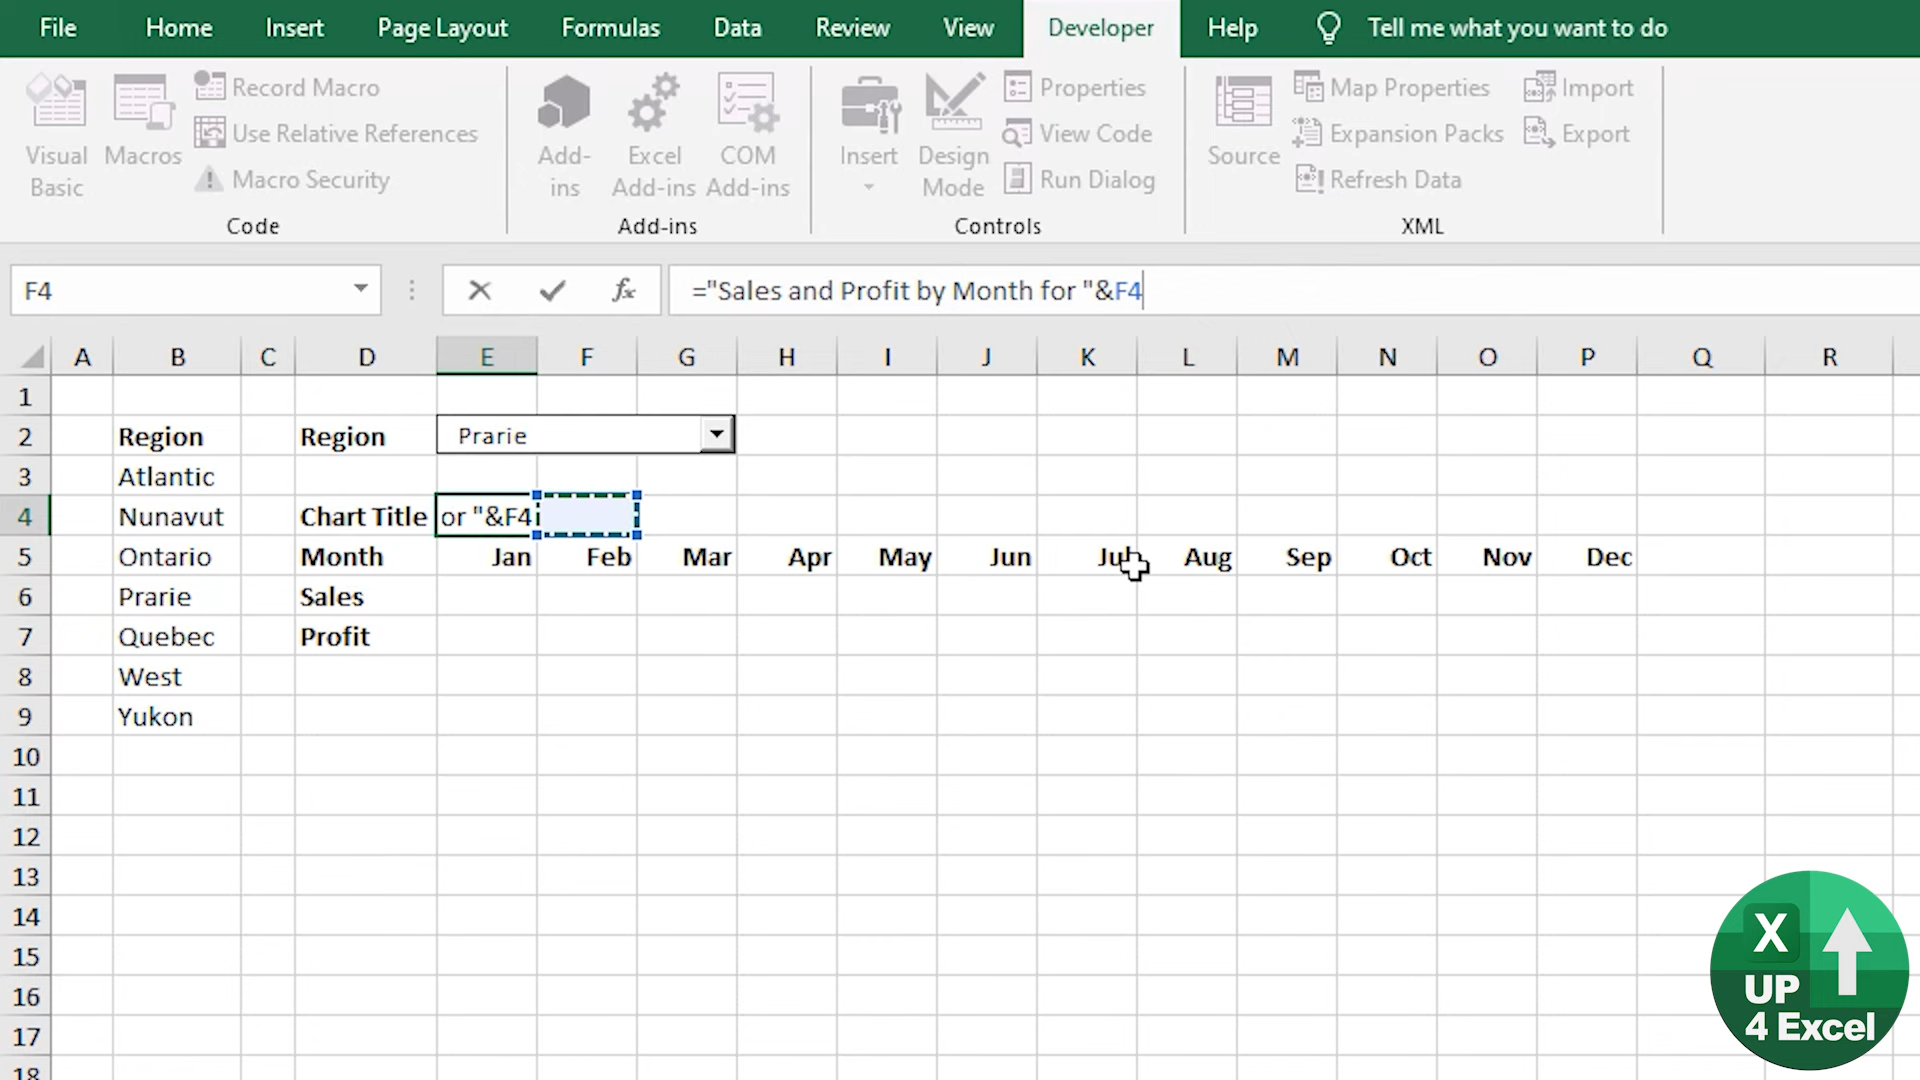 File Home Insert Page Layout Formulas Data Review View Developer Help Tell me what you want to do
Visual Basic
Macros
Record Macro
Use Relative References
Macro Security
Code
Add-ins
Excel Add-ins
COM Add-ins
Add-ins
Insert
Design Mode
Properties
View Code
Run Dialog
Controls
Source
Map Properties
Expansion Packs
Refresh Data
Import
Export
XML
F4 fx ="Sales and Profit by Month for "&F4
A B C D E F G H I J K L M N O P Q R
1
2 Region Region Prarie
3 Atlantic
4 Nunavut Chart Title or "&F4
5 Ontario Month Jan Feb Mar Apr May Jun Jul Aug Sep Oct Nov Dec
6 Prarie Sales
7 Quebec Profit
8 West
9 Yukon
10
11
12
13
14
15
16
17
18
X
UP
4 Excel